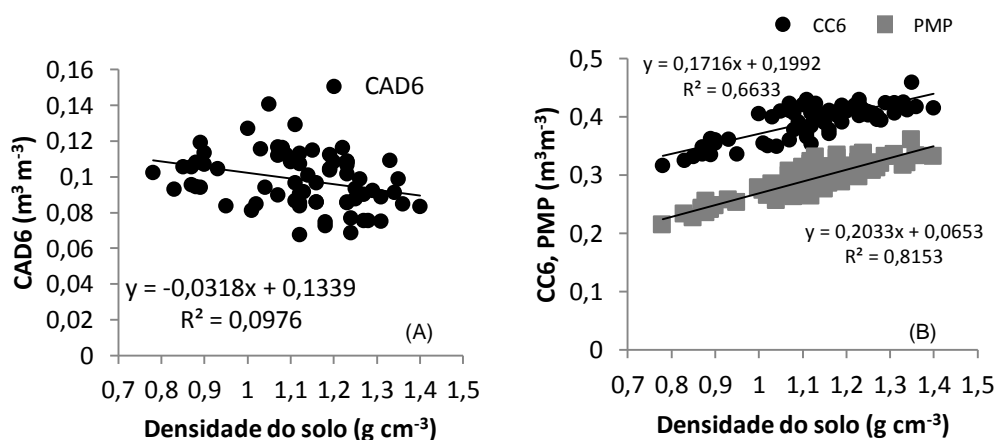 CAD6 (m³ m⁻³)
0,16
0,14
0,12
0,1
0,08
0,06
0,04
0,02
0
CAD6
y = -0,0318x + 0,1339
R² = 0,0976
(A)
0,7 0,8 0,9 1 1,1 1,2 1,3 1,4 1,5
Densidade do solo (g cm⁻³)
CC6 PMP
CC6, PMP (m³m⁻³)
0,5
0,4
0,3
0,2
0,1
0
y = 0,1716x + 0,1992
R² = 0,6633
y = 0,2033x + 0,0653
R² = 0,8153
(B)
0,7 0,8 0,9 1 1,1 1,2 1,3 1,4 1,5
Densidade do solo (g cm⁻³)